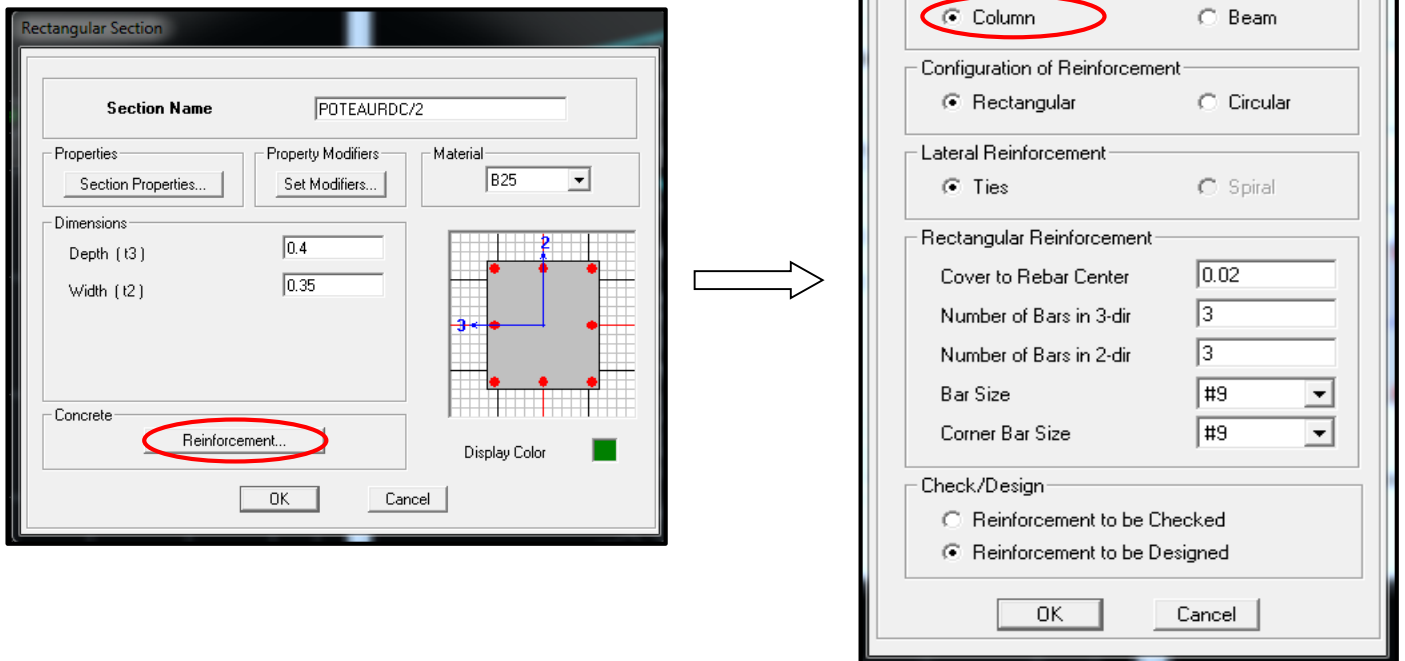 Rectangular Section
Section Name POTEAURDC/2
Properties Property Modifiers Material
Section Properties... Set Modifiers... B25
Dimensions
Depth ( t3 ) 0.4
Width ( t2 ) 0.35
2
3
Concrete
Reinforcement...
Display Color
OK Cancel
Column Beam
Configuration of Reinforcement
Rectangular Circular
Lateral Reinforcement
Ties Spiral
Rectangular Reinforcement
Cover to Rebar Center 0.02
Number of Bars in 3-dir 3
Number of Bars in 2-dir 3
Bar Size #9
Corner Bar Size #9
Check/Design
Reinforcement to be Checked
Reinforcement to be Designed
OK Cancel